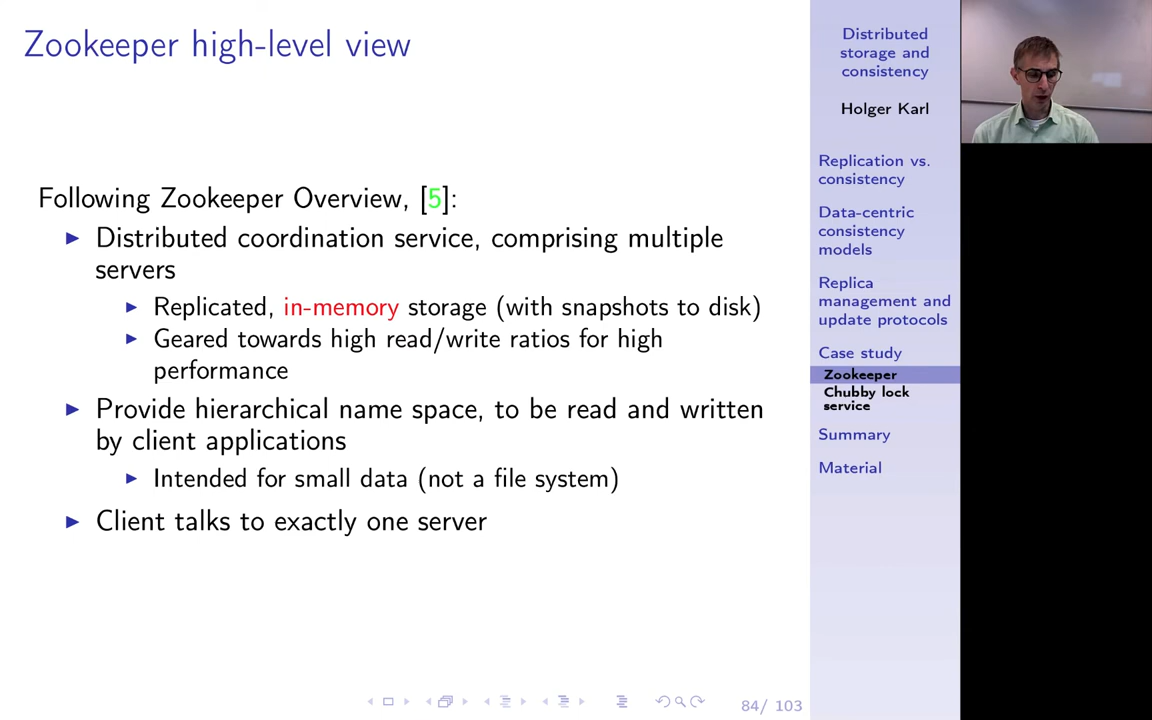 Zookeeper high-level view
Following Zookeeper Overview, [5]:
Distributed coordination service, comprising multiple
servers
Replicated, in-memory storage (with snapshots to disk)
Geared towards high read/write ratios for high
performance
Provide hierarchical name space, to be read and written
by client applications
Intended for small data (not a file system)
Client talks to exactly one server
84/ 103
Distributed
storage and
consistency
Holger Karl
Replication vs.
consistency
Data-centric
consistency
models
Replica
management and
update protocols
Case study
Zookeeper
Chubby lock
service
Summary
Material